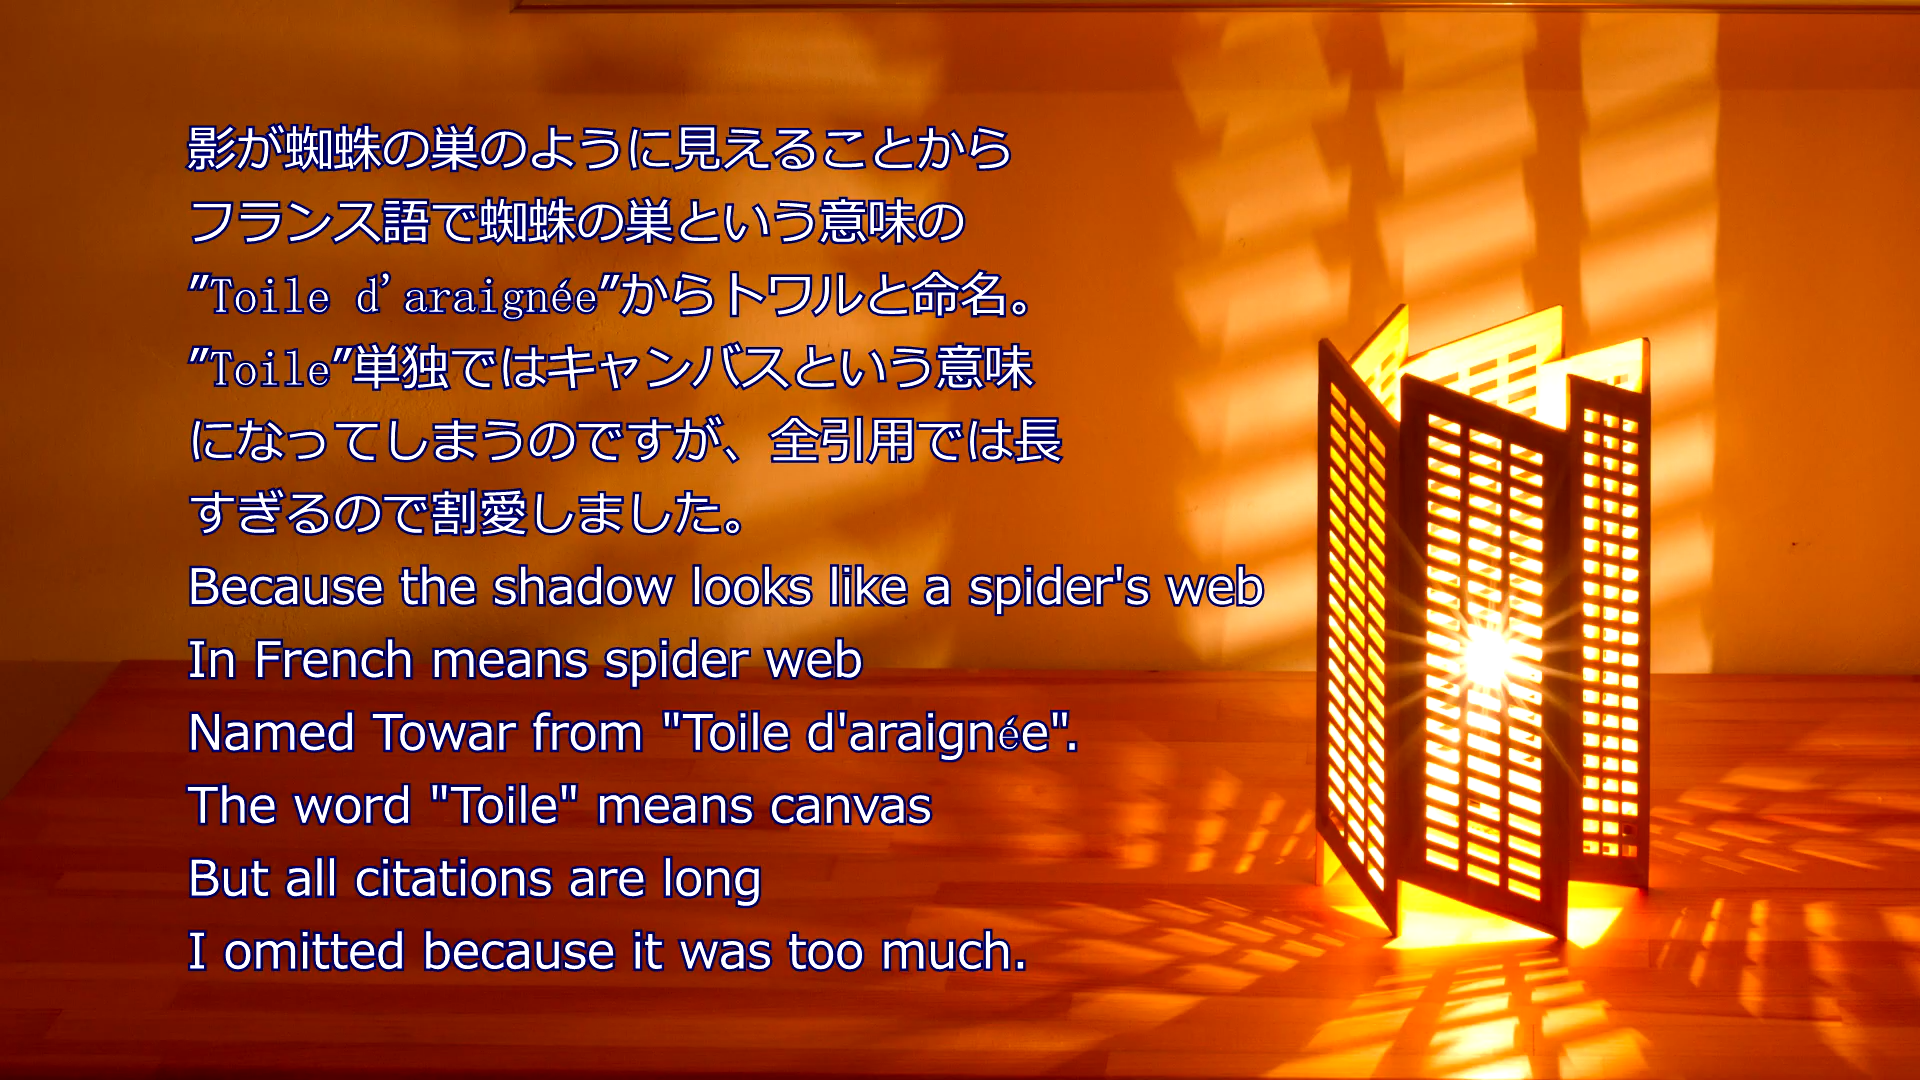 影が蜘蛛の巣のように見えることから
フランス語で蜘蛛の巣という意味の
”Toile d’araignée”からトワルと命名。
”Toile”単独ではキャンバスという意味
になってしまうのですが、全引用では長
すぎるので割愛しました。
Because the shadow looks like a spider's web
In French means spider web
Named Towar from "Toile d'araignée".
The word "Toile" means canvas
But all citations are long
I omitted because it was too much.